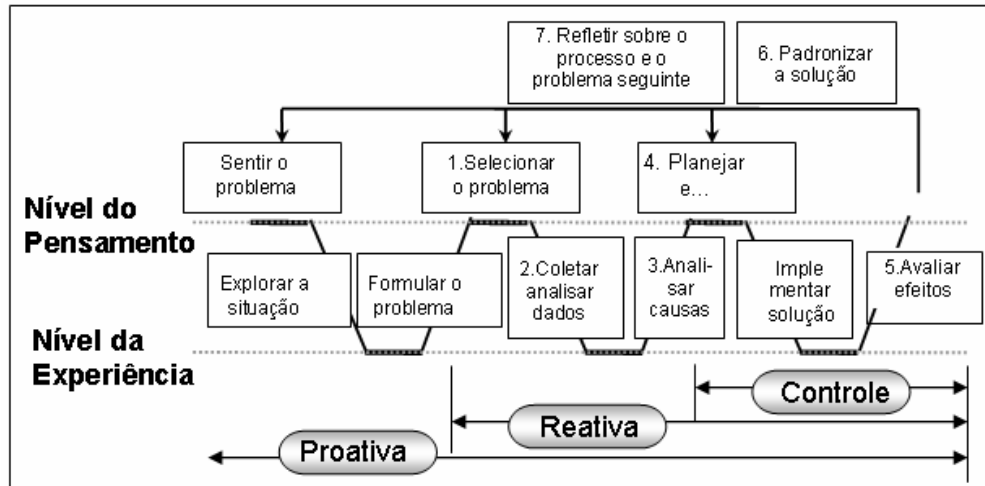 7. Refletir sobre o
processo e o
problema seguinte
6. Padronizar
a solução
Sentir o
problema
1.Selecionar
o problema
4. Planejar
e...
Nível do
Pensamento
Explorar a
situação
Formular o
problema
2.Coletar
analisar
dados
3.Anali-
sar
causas
Imple
mentar
solução
5.Avaliar
efeitos
Nível da
Experiência
Controle
Reativa
Proativa